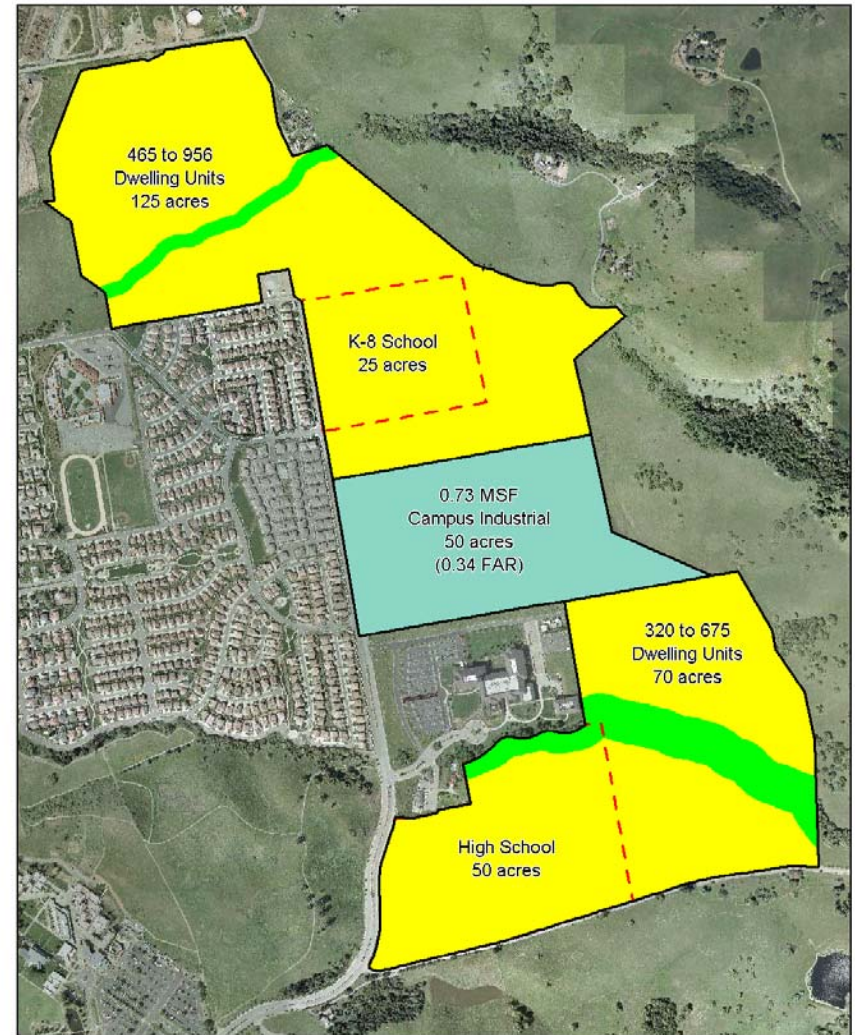 465 to 956
Dwelling Units
125 acres
K-8 School
25 acres
0.73 MSF
Campus Industrial
50 acres
(0.34 FAR)
320 to 675
Dwelling Units
70 acres
High School
50 acres